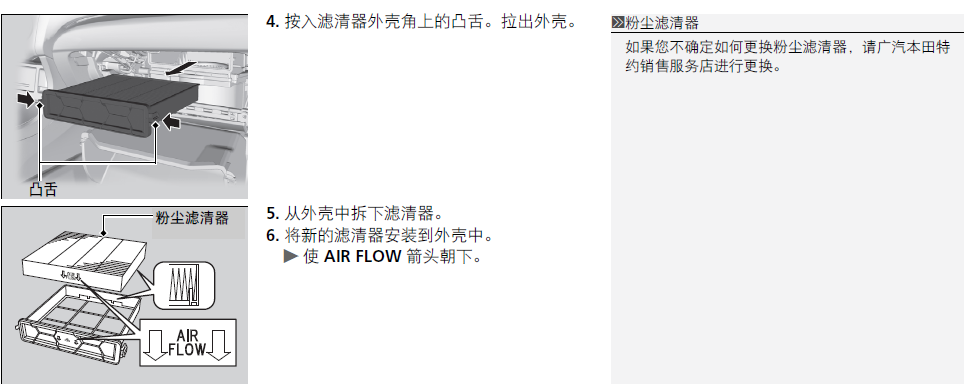 4. 按入滤清器外壳角上的凸舌。拉出外壳。
凸舌
粉尘滤清器
5. 从外壳中拆下滤清器。
6. 将新的滤清器安装到外壳中。
▶ 使 AIR FLOW 箭头朝下。
AIR
FLOW
粉尘滤清器
如果您不确定如何更换粉尘滤清器，请广汽本田特
约销售服务店进行更换。